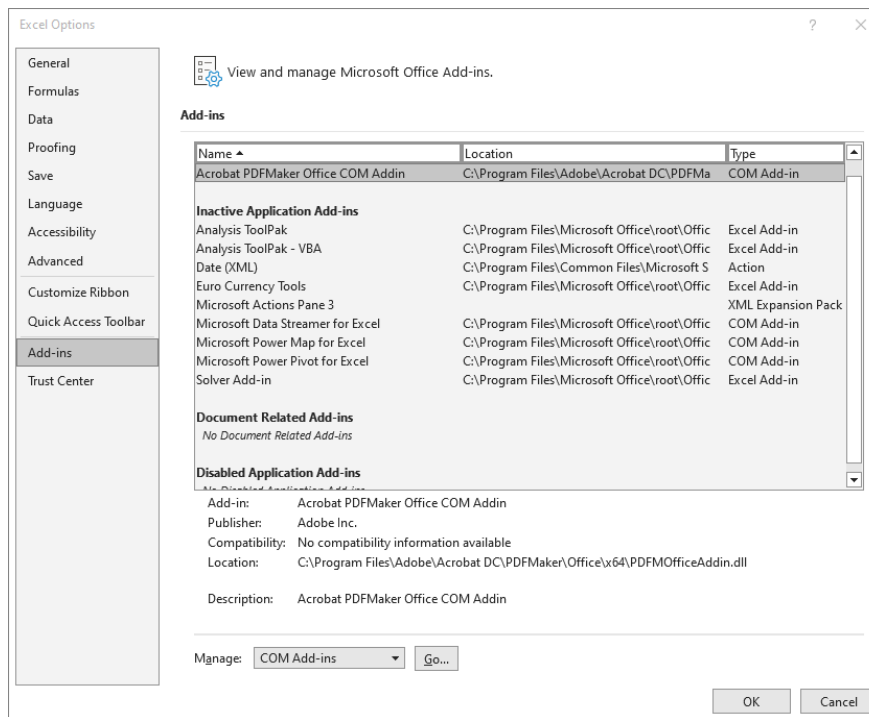 Excel Options
?
General
Formulas
Data
Proofing
Save
Language
Accessibility
Advanced
Customize Ribbon
Quick Access Toolbar
Add-ins
Trust Center
View and manage Microsoft Office Add-ins.
Add-ins
Name Location Type
Acrobat PDFMaker Office COM Addin C:\Program Files\Adobe\Acrobat DC\PDFMa COM Add-in
Inactive Application Add-ins
Analysis ToolPak C:\Program Files\Microsoft Office\root\Offic Excel Add-in
Analysis ToolPak - VBA C:\Program Files\Microsoft Office\root\Offic Excel Add-in
Date (XML) C:\Program Files\Common Files\Microsoft S Action
Euro Currency Tools C:\Program Files\Microsoft Office\root\Offic Excel Add-in
Microsoft Actions Pane 3 XML Expansion Pack
Microsoft Data Streamer for Excel C:\Program Files\Microsoft Office\root\Offic COM Add-in
Microsoft Power Map for Excel C:\Program Files\Microsoft Office\root\Offic COM Add-in
Microsoft Power Pivot for Excel C:\Program Files\Microsoft Office\root\Offic COM Add-in
Solver Add-in C:\Program Files\Microsoft Office\root\Offic Excel Add-in
Document Related Add-ins
No Document Related Add-ins
Disabled Application Add-ins
No Disabled Application Add-ins
Add-in: Acrobat PDFMaker Office COM Addin
Publisher: Adobe Inc.
Compatibility: No compatibility information available
Location: C:\Program Files\Adobe\Acrobat DC\PDFMaker\Office\x64\PDFMOfficeAddin.dll
Description: Acrobat PDFMaker Office COM Addin
Manage: COM Add-ins Go...
OK Cancel